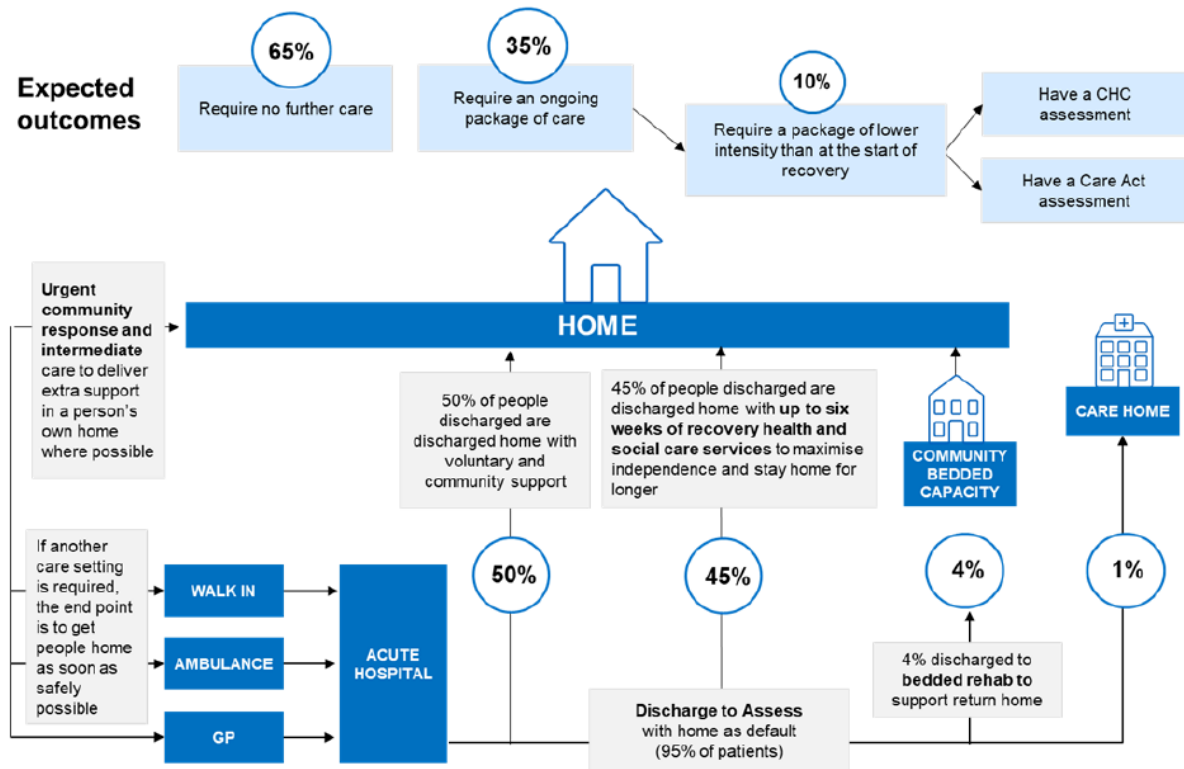 Expected
outcomes
65%
Require no further care
35%
Require an ongoing
package of care
10%
Require a package of lower
intensity than at the start of
recovery
Have a CHC
assessment
Have a Care Act
assessment
Urgent
community
response and
intermediate
care to deliver
extra support
in a person's
own home
where possible
HOME
50% of people
discharged are
discharged home with
voluntary and
community support
45% of people discharged are
discharged home with up to six
weeks of recovery health and
social care services to maximise
independence and stay home for
longer
COMMUNITY
BEDDED
CAPACITY
CARE HOME
If another
care setting
is required,
the end point
is to get
people home
as soon as
safely
possible
WALK IN
AMBULANCE
GP
ACUTE
HOSPITAL
50%
45%
4%
1%
Discharge to Assess
with home as default
(95% of patients)
4% discharged to
bedded rehab to
support return home